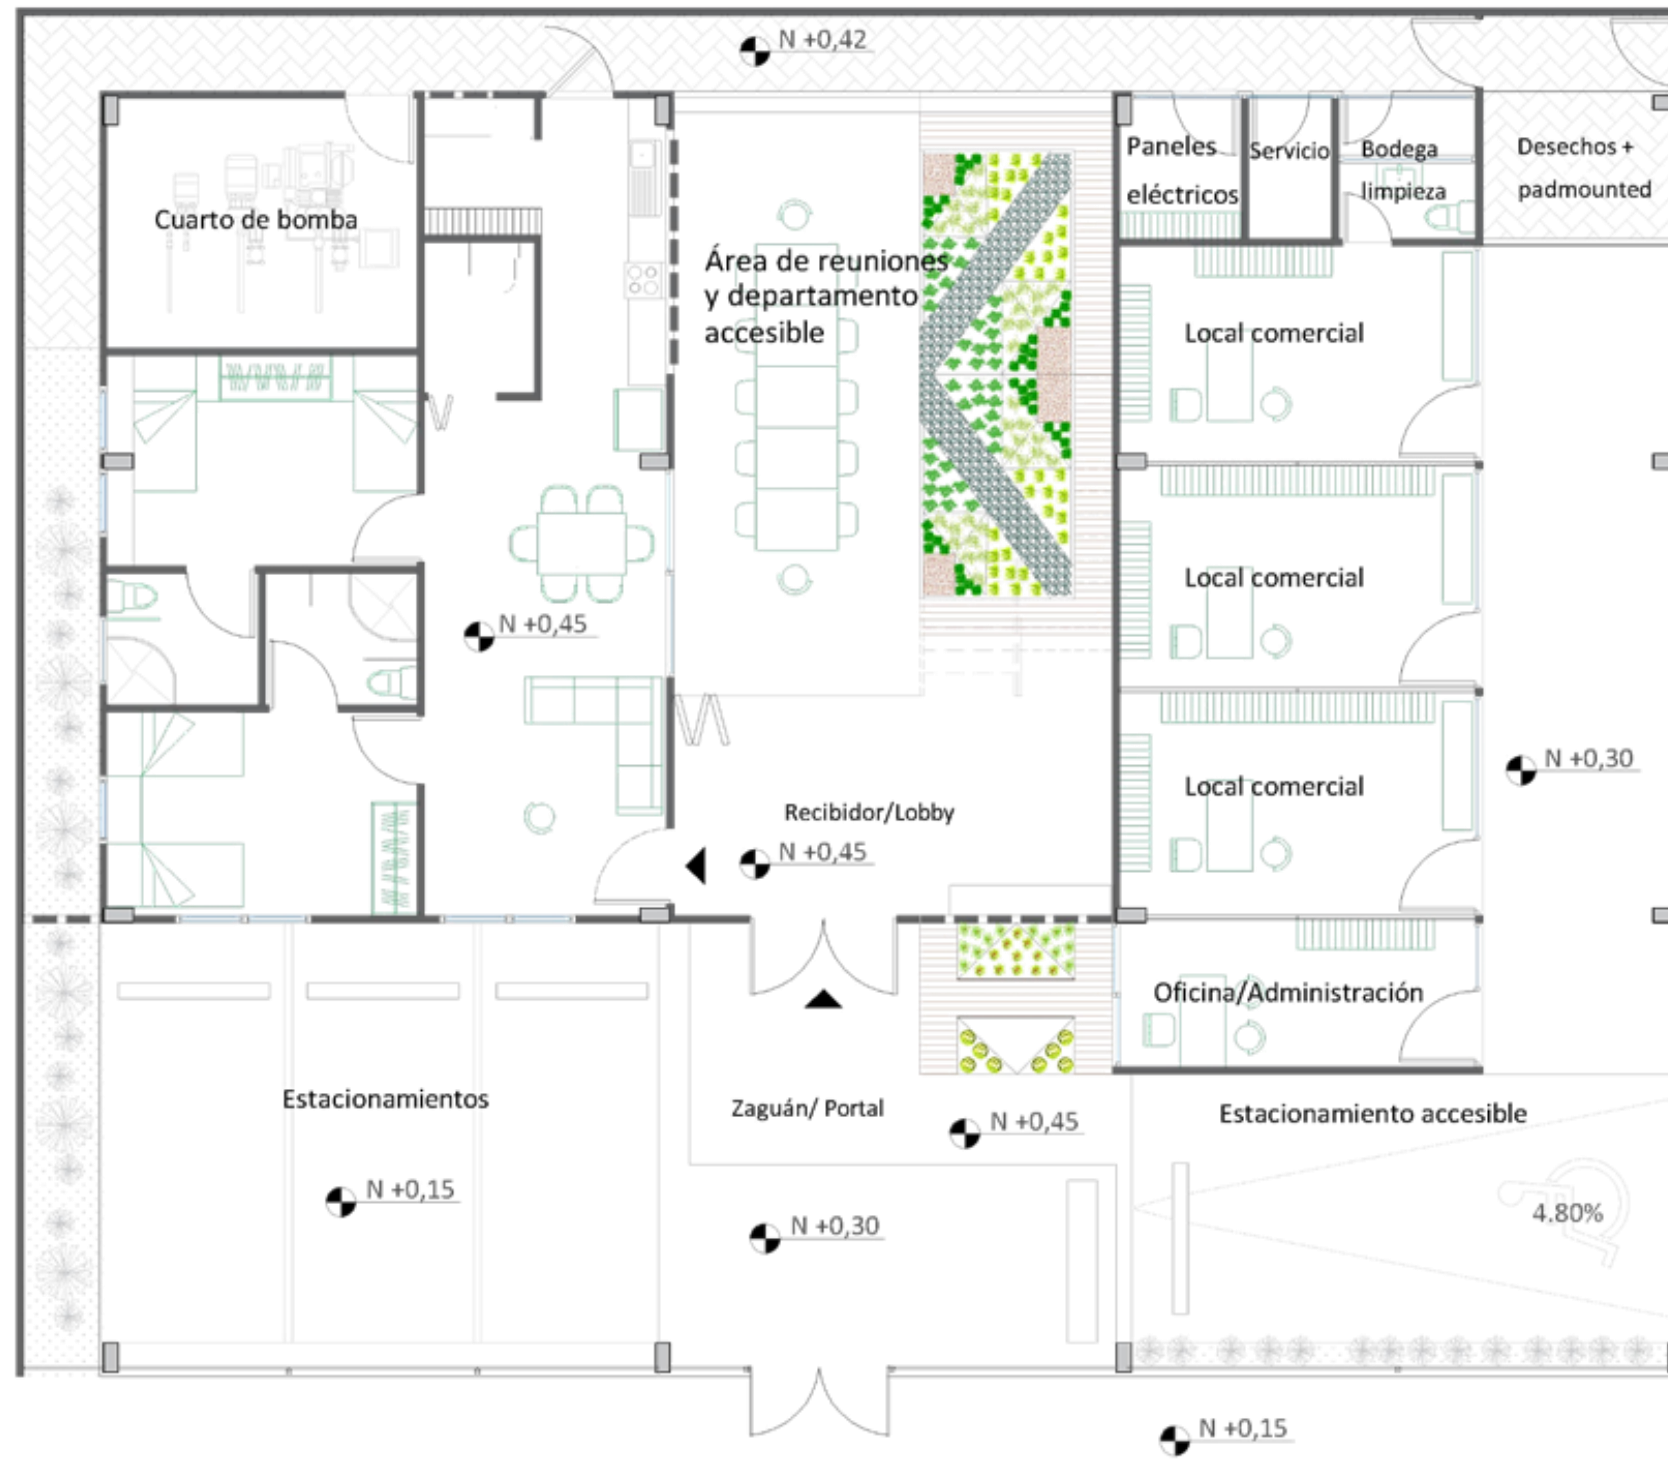 N +0,42
Cuarto de bomba
Área de reuniones
y departamento
accesible
Paneles
eléctricos
Servicio
Bodega
limpieza
Desechos +
padmounted
Local comercial
Local comercial
N +0,45
Local comercial
N +0,30
Recibidor/Lobby
N +0,45
Oficina/Administración
Estacionamientos
Zaguán/ Portal
N +0,45
Estacionamiento accesible
N +0,15
N +0,30
4.80%
N +0,15